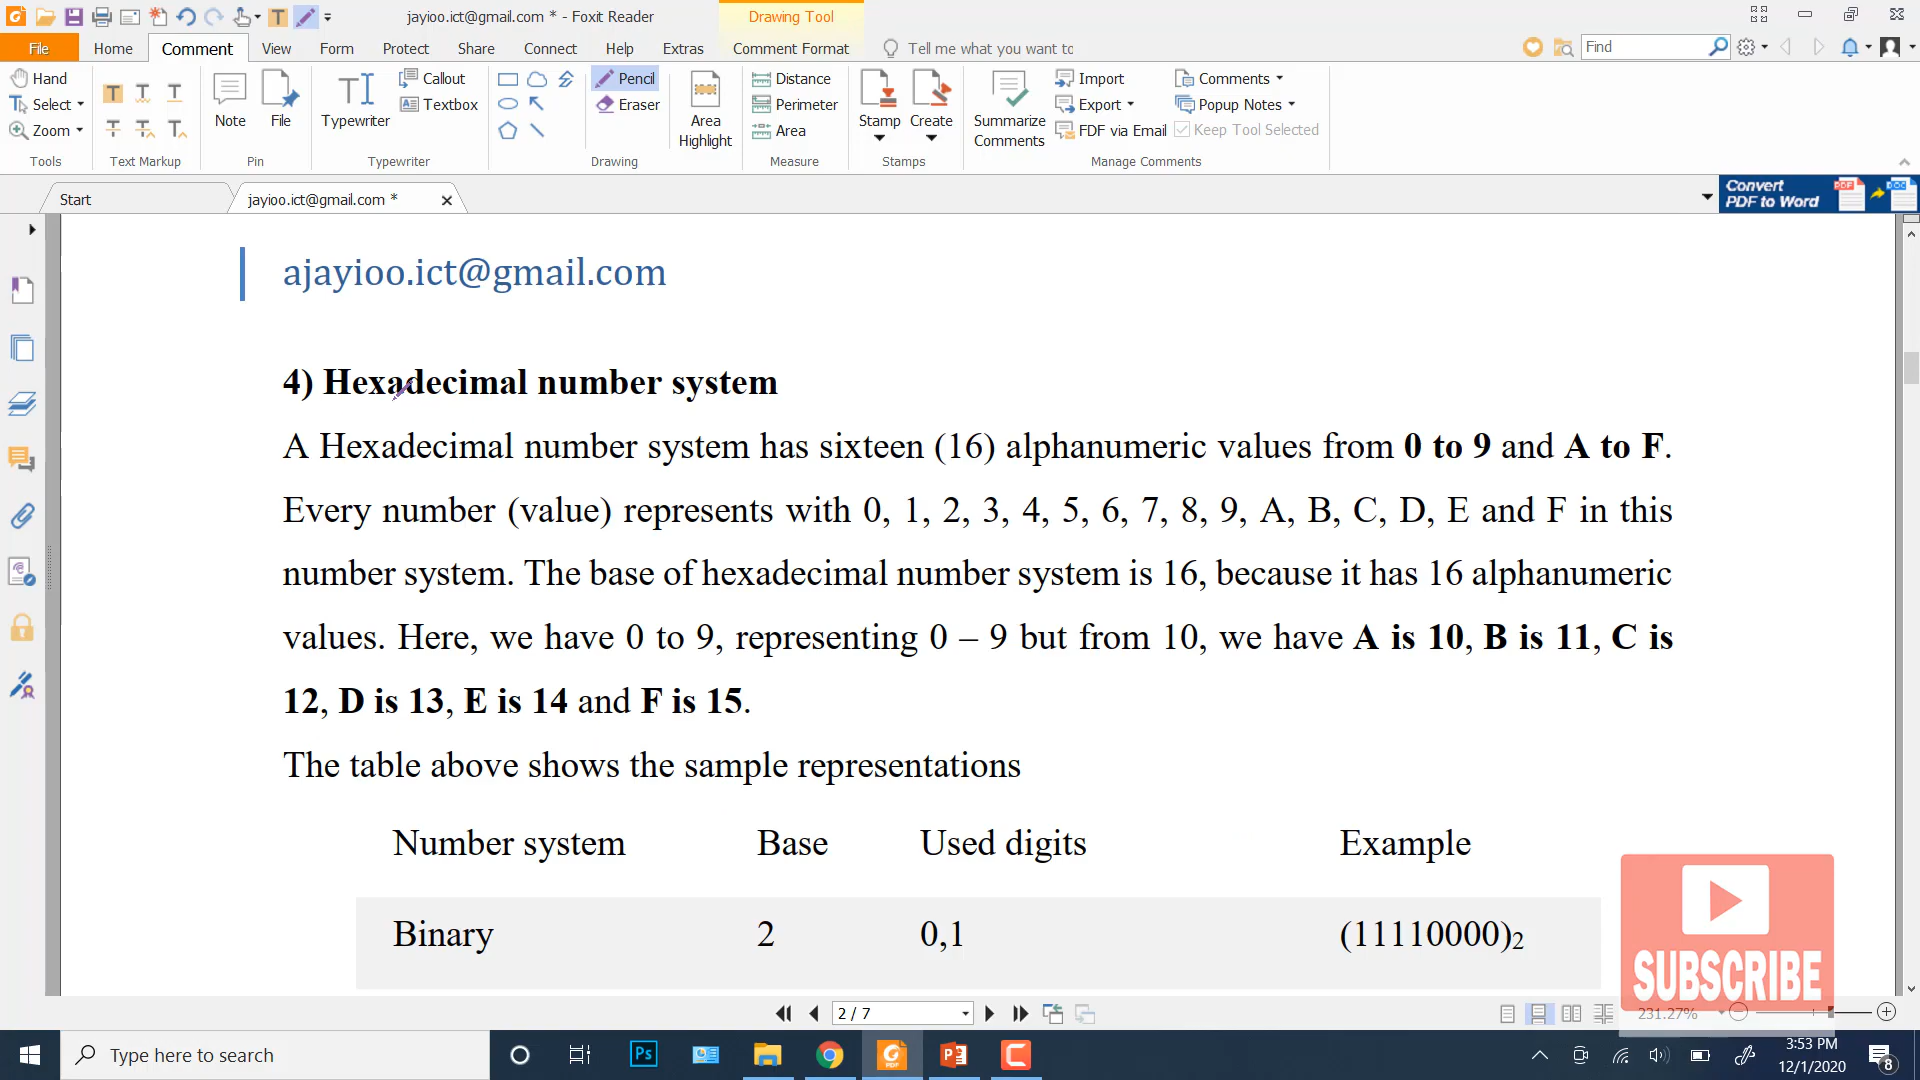 jayioo.ict@gmail.com * - Foxit Reader
Drawing Tool
File
Home
Comment
View
Form
Protect
Share
Connect
Help
Extras
Comment Format
Tell me what you want to
Find
Hand
Select
Zoom
Tools
Text Markup
Note
File
Pin
Typewriter
Callout
Textbox
Typewriter
Pencil
Eraser
Drawing
Area
Highlight
Distance
Perimeter
Area
Measure
Stamp
Create
Stamps
Summarize
Comments
Import
Export
FDF via Email
Comments
Popup Notes
Keep Tool Selected
Manage Comments
Start
jayioo.ict@gmail.com *
Convert
PDF to Word
ajayioo.ict@gmail.com
4) Hexadecimal number system
A Hexadecimal number system has sixteen (16) alphanumeric values from 0 to 9 and A to F.
Every number (value) represents with 0, 1, 2, 3, 4, 5, 6, 7, 8, 9, A, B, C, D, E and F in this
number system. The base of hexadecimal number system is 16, because it has 16 alphanumeric
values. Here, we have 0 to 9, representing 0 – 9 but from 10, we have A is 10, B is 11, C is
12, D is 13, E is 14 and F is 15.
The table above shows the sample representations
Number system Base Used digits Example
Binary 2 0,1 (11110000)2
SUBSCRIBE
2 / 7
231.27%
Type here to search
3:53 PM
12/1/2020
8